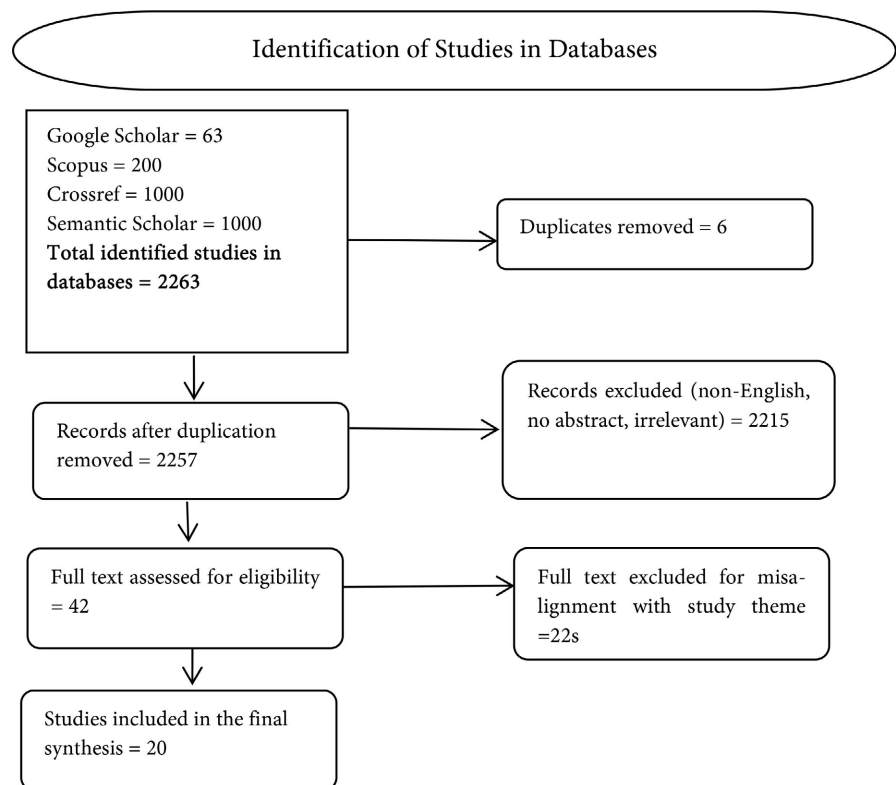 Identification of Studies in Databases
Google Scholar = 63
Scopus = 200
Crossref = 1000
Semantic Scholar = 1000
Total identified studies in
databases = 2263
Duplicates removed = 6
Records excluded (non-English,
no abstract, irrelevant) = 2215
Records after duplication
removed = 2257
Full text assessed for eligibility
= 42
Full text excluded for misa-
lignment with study theme
=22s
Studies included in the final
synthesis = 20